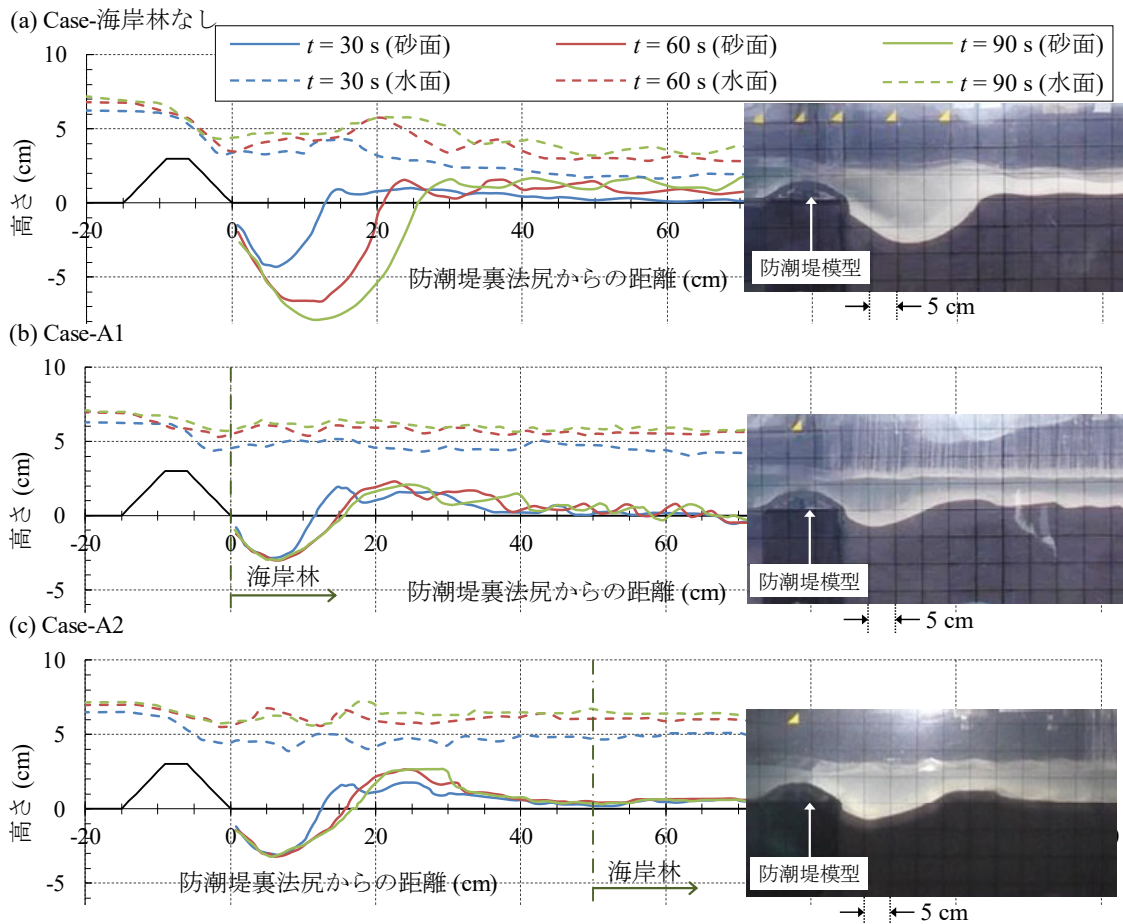 (a) Case-海岸林なし
t = 30 s (砂面) t = 60 s (砂面) t = 90 s (砂面)
t = 30 s (水面) t = 60 s (水面) t = 90 s (水面)
10
5
0
-5
高さ (cm)
-20 0 20 40 60
防潮堤裏法尻からの距離 (cm)
防潮堤模型
5 cm
(b) Case-A1
10
5
0
-5
高さ (cm)
-20 0 20 40 60
海岸林
防潮堤裏法尻からの距離 (cm)
防潮堤模型
5 cm
(c) Case-A2
10
5
0
-5
高さ (cm)
-20 0 20 40 60
海岸林
防潮堤裏法尻からの距離 (cm)
防潮堤模型
5 cm